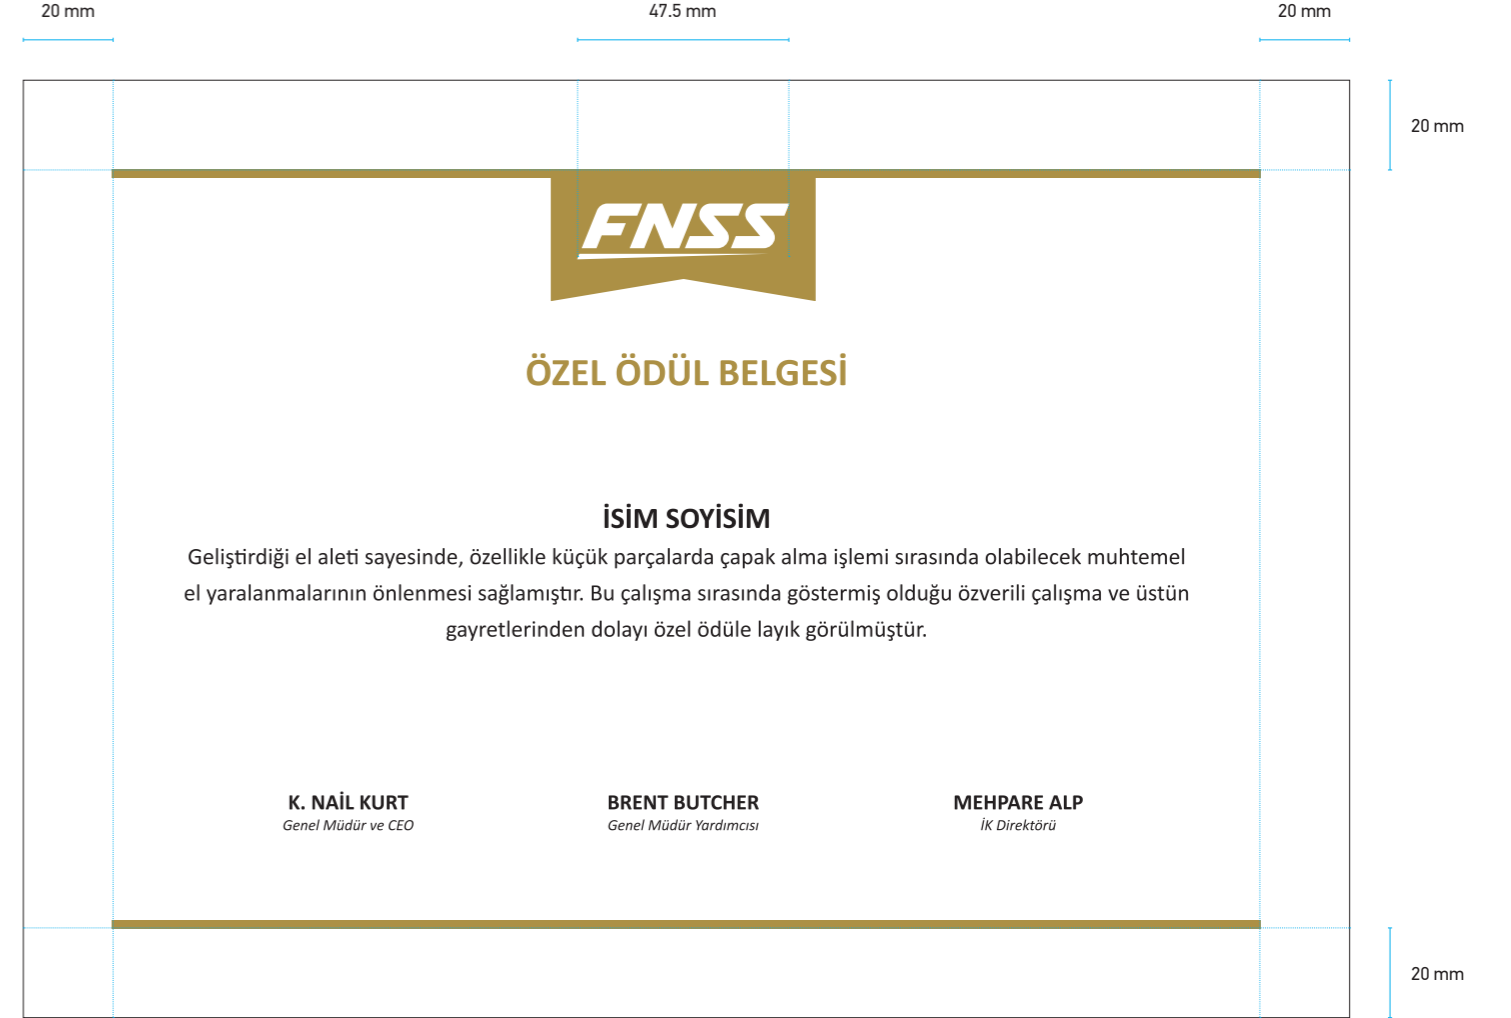 20 mm 47.5 mm 20 mm
20 mm
FNSS
ÖZEL ÖDÜL BELGESİ
İSİM SOYİSİM
Geliştirdiği el aleti sayesinde, özellikle küçük parçalarda çapak alma işlemi sırasında olabilecek muhtemel
el yaralanmalarının önlenmesi sağlamıştır. Bu çalışma sırasında göstermiş olduğu özverili çalışma ve üstün
gayretlerinden dolayı özel ödüle layık görülmüştür.
K. NAİL KURT BRENT BUTCHER MEHPARE ALP
Genel Müdür ve CEO Genel Müdür Yardımcısı İK Direktörü
20 mm